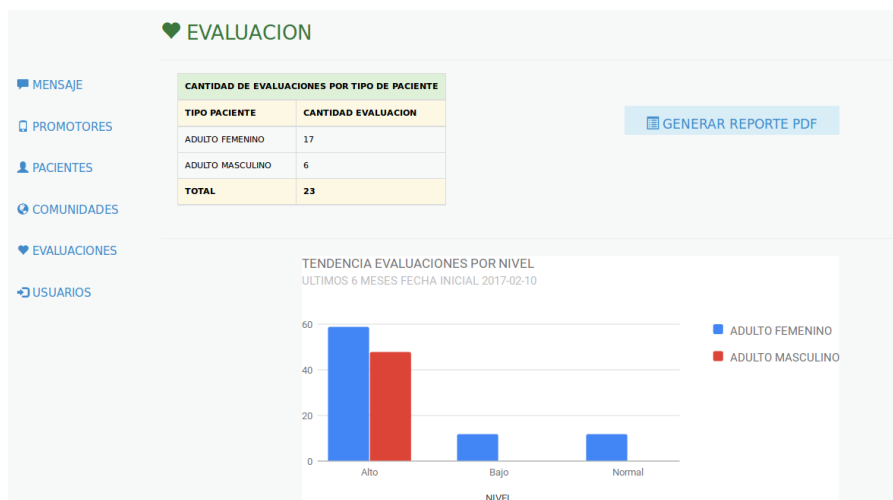 EVALUACION
MENSAJE
PROMOTORES
PACIENTES
COMUNIDADES
EVALUACIONES
USUARIOS
CANTIDAD DE EVALUACIONES POR TIPO DE PACIENTE
TIPO PACIENTE CANTIDAD EVALUACION
ADULTO FEMENINO 17
ADULTO MASCULINO 6
TOTAL 23
GENERAR REPORTE PDF
TENDENCIA EVALUACIONES POR NIVEL
ULTIMOS 6 MESES FECHA INICIAL 2017-02-10
60
40
20
0
Alto Bajo Normal
NIVEL
ADULTO FEMENINO
ADULTO MASCULINO